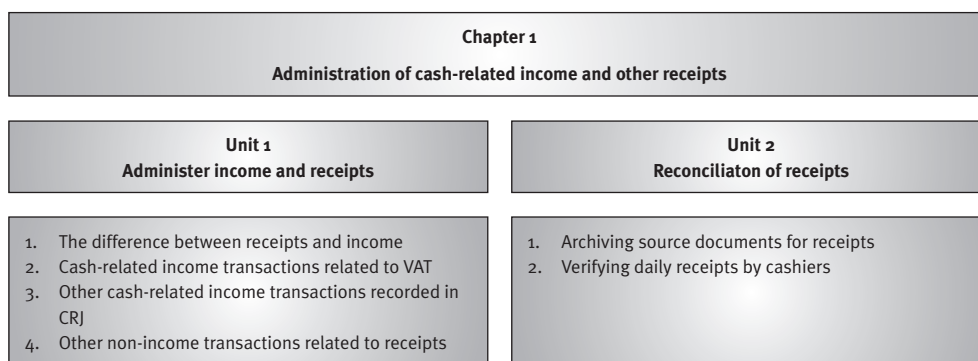 Chapter 1
Administration of cash-related income and other receipts
Unit 1
Administer income and receipts
1. The difference between receipts and income
2. Cash-related income transactions related to VAT
3. Other cash-related income transactions recorded in
CRJ
4. Other non-income transactions related to receipts
Unit 2
Reconciliaton of receipts
1. Archiving source documents for receipts
2. Verifying daily receipts by cashiers